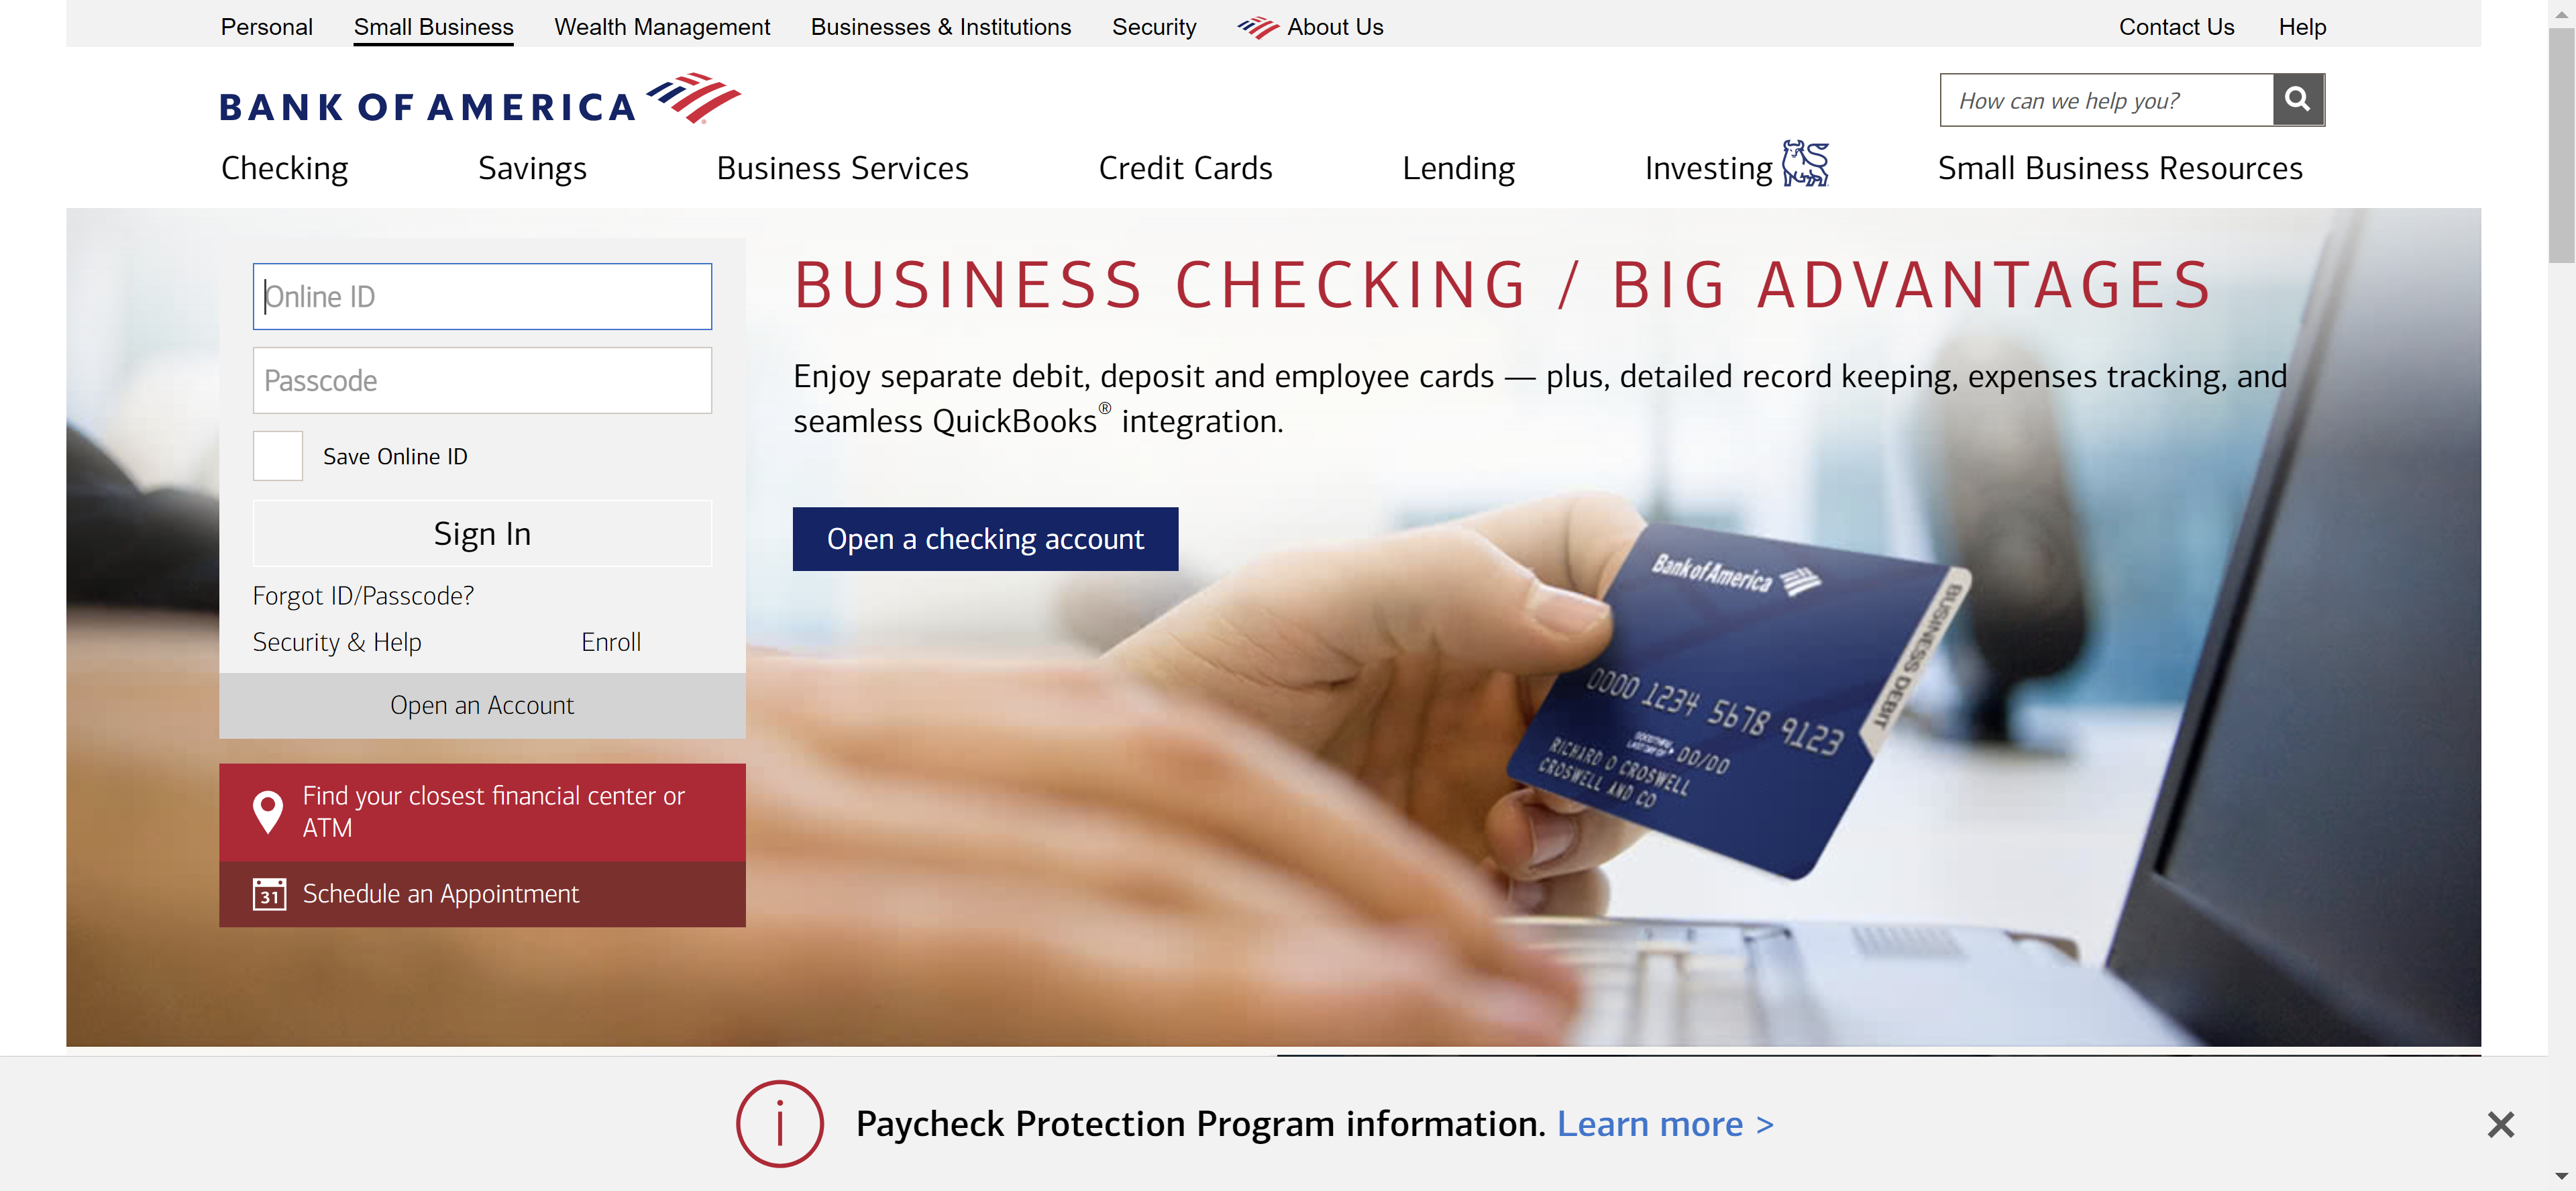 Personal Small Business Wealth Management Businesses & Institutions Security About Us Contact Us Help
BANK OF AMERICA
How can we help you?
Checking Savings Business Services Credit Cards Lending Investing Small Business Resources
Online ID
Passcode
Save Online ID
Sign In
Forgot ID/Passcode?
Security & Help Enroll
Open an Account
Find your closest financial center or
ATM
31 Schedule an Appointment
BUSINESS CHECKING / BIG ADVANTAGES
Enjoy separate debit, deposit and employee cards — plus, detailed record keeping, expenses tracking, and
seamless QuickBooks® integration.
Open a checking account
Bank of America
BUSINESS DEBIT
0000 1234 5678 9123
00/00
RICHARD O CROSWELL
CROSWELL AND CO
Paycheck Protection Program information. Learn more >